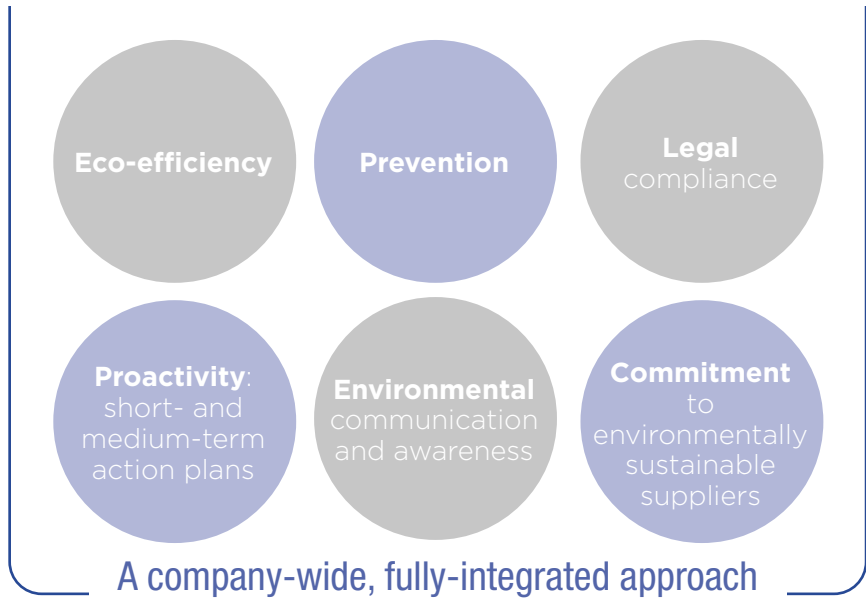 Eco-efficiency
Prevention
Legal
compliance
Proactivity:
short- and
medium-term
action plans
Environmental
communication
and awareness
Commitment
to
environmentally
sustainable
suppliers
A company-wide, fully-integrated approach